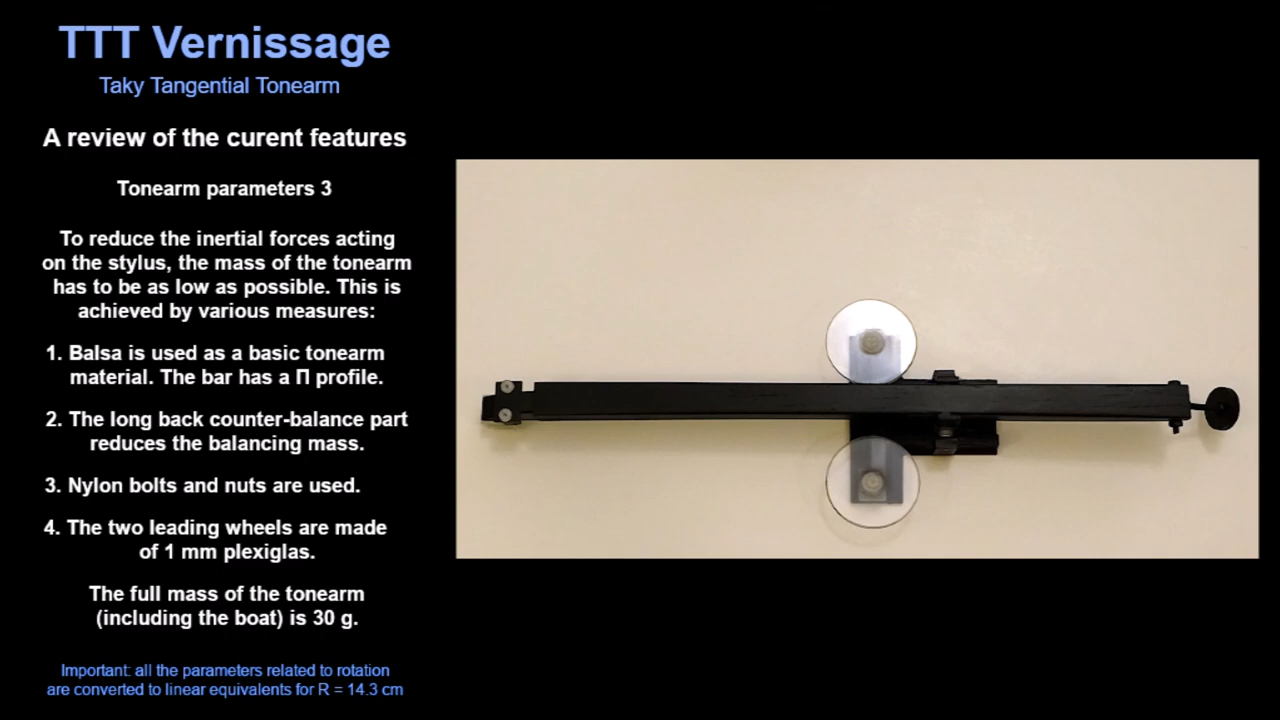 TTT Vernissage
Taky Tangential Tonearm
A review of the curent features
Tonearm parameters 3
To reduce the inertial forces acting
on the stylus, the mass of the tonearm
has to be as low as possible. This is
achieved by various measures:
1. Balsa is used as a basic tonearm
material. The bar has a Π profile.
2. The long back counter-balance part
reduces the balancing mass.
3. Nylon bolts and nuts are used.
4. The two leading wheels are made
of 1 mm plexiglas.
The full mass of the tonearm
(including the boat) is 30 g.
Important: all the parameters related to rotation
are converted to linear equivalents for R = 14.3 cm